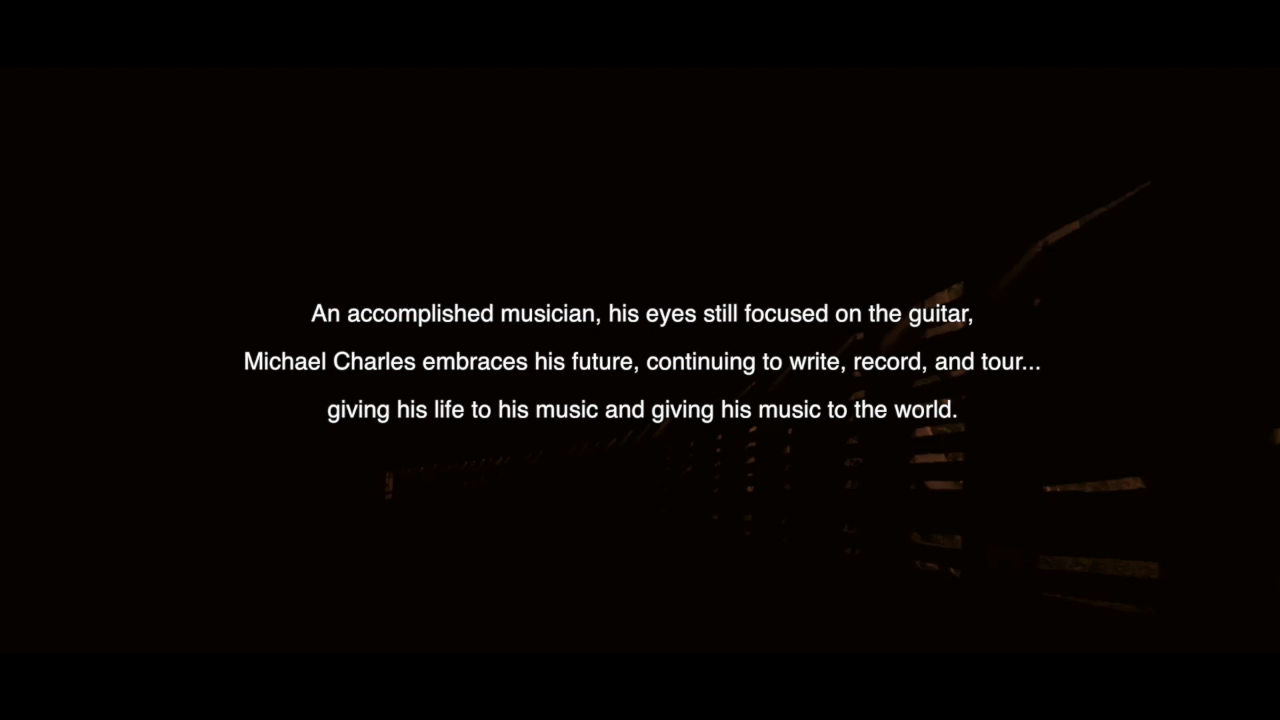 An accomplished musician, his eyes still focused on the guitar,
Michael Charles embraces his future, continuing to write, record, and tour...
giving his life to his music and giving his music to the world.